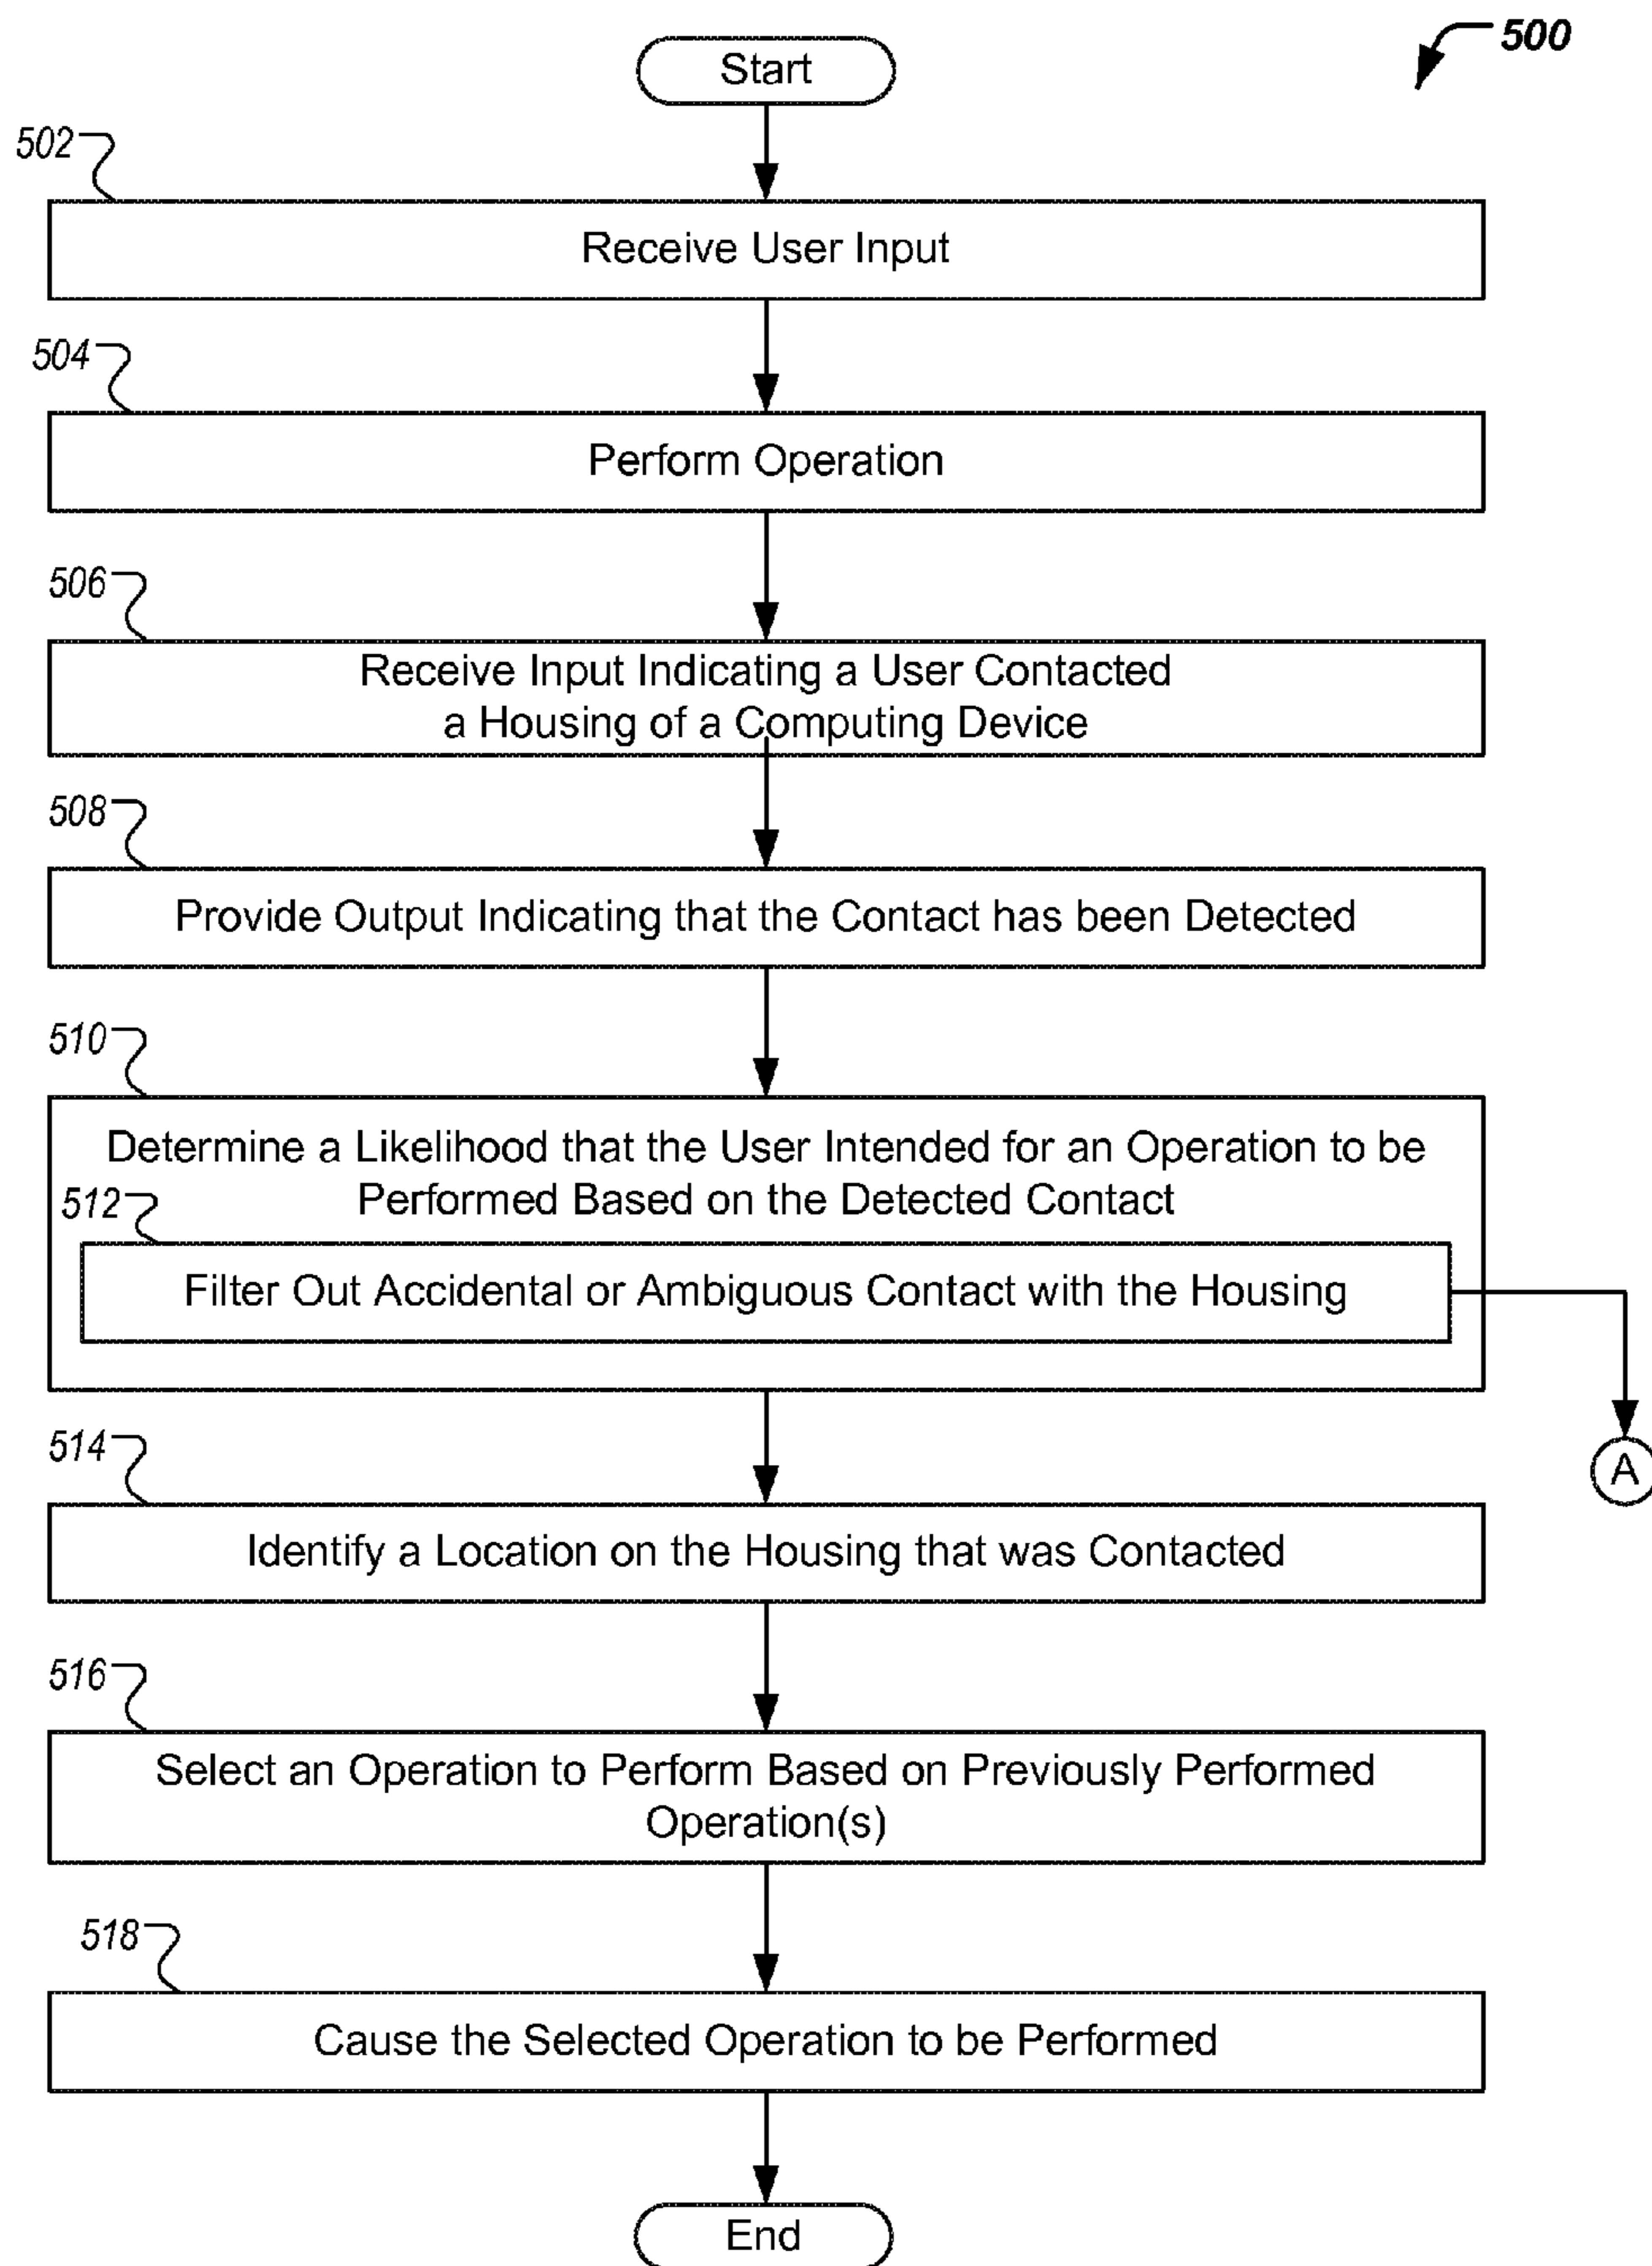 500
Start
502
Receive User Input
504
Perform Operation
506
Receive Input Indicating a User Contacted
a Housing of a Computing Device
508
Provide Output Indicating that the Contact has been Detected
510
Determine a Likelihood that the User Intended for an Operation to be
Performed Based on the Detected Contact
512
Filter Out Accidental or Ambiguous Contact with the Housing
A
514
Identify a Location on the Housing that was Contacted
516
Select an Operation to Perform Based on Previously Performed
Operation(s)
518
Cause the Selected Operation to be Performed
End